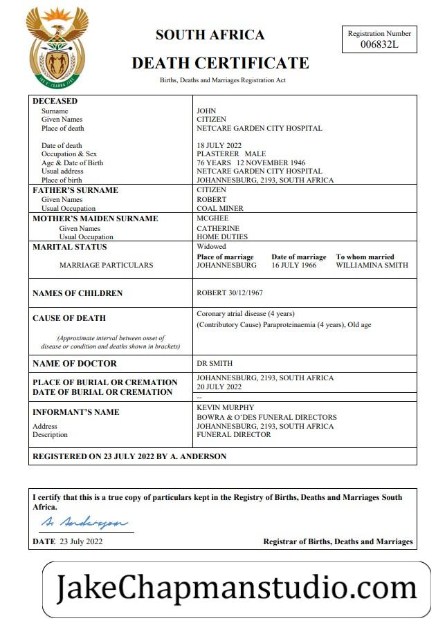 SOUTH AFRICA
DEATH CERTIFICATE
Births, Deaths and Marriages Registration Act
Registration Number
006832L
DECEASED
Surname JOHN
Given Names CITIZEN
Place of death NETCARE GARDEN CITY HOSPITAL
Date of death 18 JULY 2022
Occupation & Sex PLASTERER MALE
Age & Date of Birth 76 YEARS 12 NOVEMBER 1946
Usual address NETCARE GARDEN CITY HOSPITAL
Place of birth JOHANNESBURG, 2193, SOUTH AFRICA
FATHER'S SURNAME CITIZEN
Given Names ROBERT
Usual Occupation COAL MINER
MOTHER'S MAIDEN SURNAME MCGHEE
Given Names CATHERINE
Usual Occupation HOME DUTIES
MARITAL STATUS Widowed
Place of marriage Date of marriage To whom married
MARRIAGE PARTICULARS JOHANNESBURG 16 JULY 1966 WILLIAMINA SMITH
NAMES OF CHILDREN ROBERT 30/12/1967
CAUSE OF DEATH Coronary atrial disease (4 years)
(Contributory Cause) Paraproteinaemia (4 years), Old age
(Approximate interval between onset of
disease or condition and deaths shown in brackets)
NAME OF DOCTOR DR SMITH
PLACE OF BURIAL OR CREMATION JOHANNESBURG, 2193, SOUTH AFRICA
DATE OF BURIAL OR CREMATION 20 JULY 2022
--
INFORMANT'S NAME KEVIN MURPHY
BOWRA & O'DES FUNERAL DIRECTORS
Address JOHANNESBURG, 2193, SOUTH AFRICA
Description FUNERAL DIRECTOR
REGISTERED ON 23 JULY 2022 BY A. ANDERSON
I certify that this is a true copy of particulars kept in the Registry of Births, Deaths and Marriages South
Africa.
A. Anderson
DATE 23 July 2022 Registrar of Births, Deaths and Marriages
JakeChapmanstudio.com